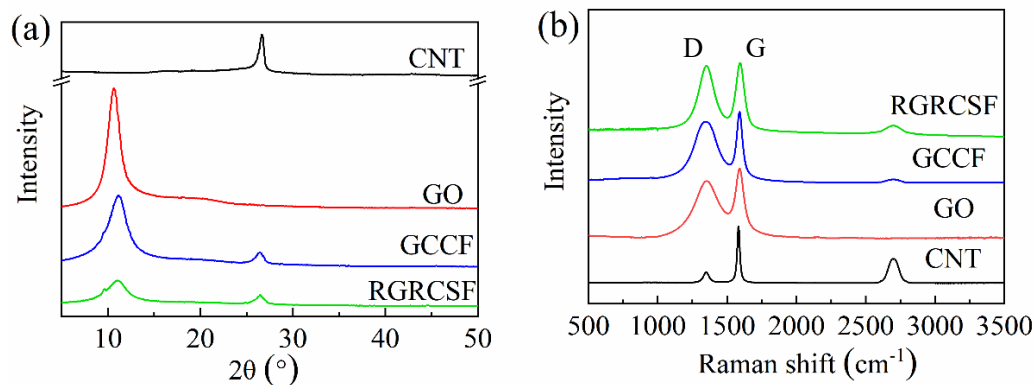 (a)
CNT
GO
GCCF
RGRCSF
Intensity
10 20 30 40 50
2θ (°)
(b)
D G
RGRCSF
GCCF
GO
CNT
Intensity
500 1000 1500 2000 2500 3000 3500
Raman shift (cm⁻¹)